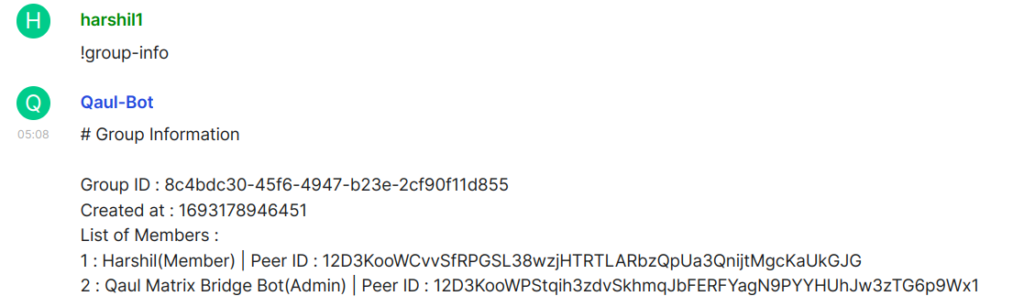 H
harshil1
!group-info
Q
Qaul-Bot
05:08
# Group Information
Group ID : 8c4bdc30-45f6-4947-b23e-2cf90f11d855
Created at : 1693178946451
List of Members :
1 : Harshil(Member) | Peer ID : 12D3KooWCvvSfRPGSL38wzjHTRTLARbzQpUa3QnijtMgcKaUkGJG
2 : Qaul Matrix Bridge Bot(Admin) | Peer ID : 12D3KooWPStqih3zdvSkhmqJbFERFYagN9PYYHUhJw3zTG6p9Wx1